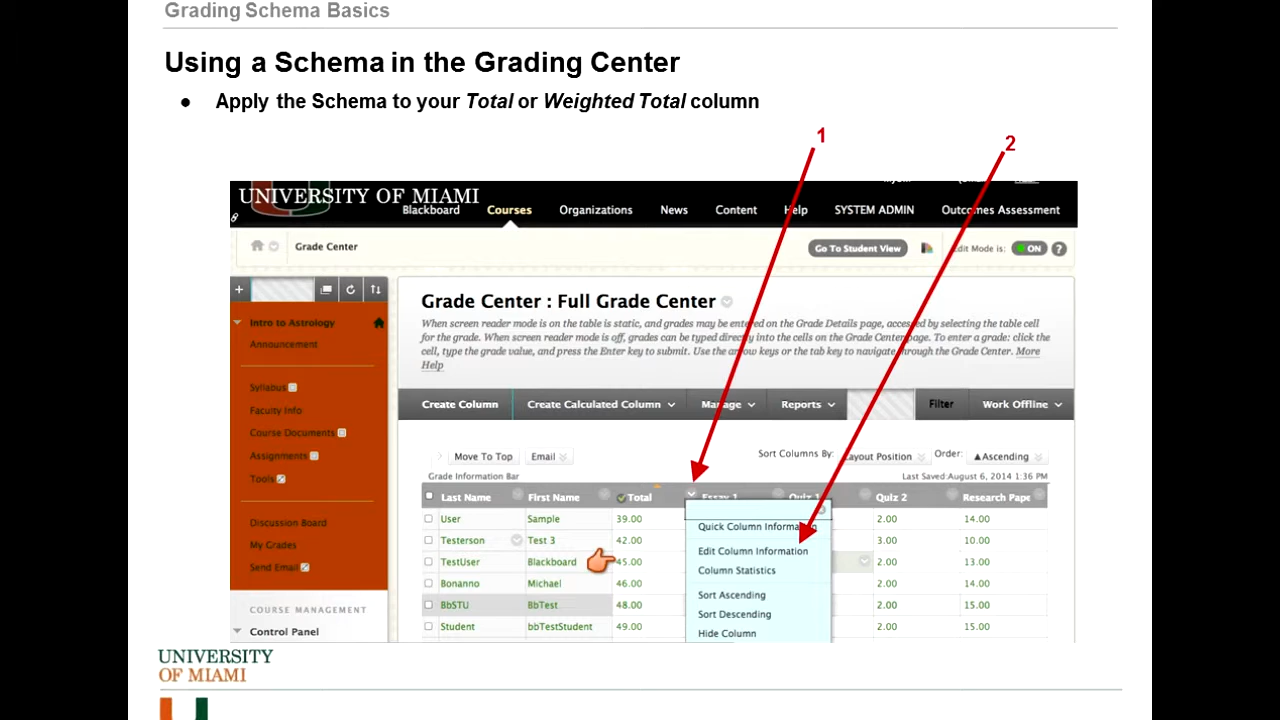 Grading Schema Basics
Using a Schema in the Grading Center
● Apply the Schema to your Total or Weighted Total column
1
2
UNIVERSITY OF MIAMI
Blackboard Courses Organizations News Content Help SYSTEM ADMIN Outcomes Assessment
Grade Center
Go To Student View
Edit Mode is: ON ?
Intro to Astrology
Announcement
Syllabus
Faculty Info
Course Documents
Assignments
Tools
Discussion Board
My Grades
Send Email
COURSE MANAGEMENT
Control Panel
Grade Center : Full Grade Center
When screen reader mode is on the table is static, and grades may be entered on the Grade Details page, accessed by selecting the table cell
for the grade. When screen reader mode is off, grades can be typed directly into the cells on the Grade Center page. To enter a grade: click the
cell, type the grade value, and press the Enter key to submit. Use the arrow keys or the tab key to navigate through the Grade Center. More
Help
Create Column Create Calculated Column Manage Reports Filter Work Offline
Move To Top Email Sort Columns By: Layout Position Order: ▲Ascending
Grade Information Bar Last Saved:August 6, 2014 1:36 PM
Last Name First Name Total Essay 1 Quiz 1 Quiz 2 Research Pape
User Sample 39.00 2.00 14.00
Testerson Test 3 42.00 3.00 10.00
TestUser Blackboard 45.00 2.00 13.00
Bonanno Michael 46.00 2.00 14.00
BbSTU BbTest 48.00 2.00 15.00
Student bbTestStudent 49.00 2.00 15.00
Quick Column Information
Edit Column Information
Column Statistics
Sort Ascending
Sort Descending
Hide Column
UNIVERSITY
OF MIAMI